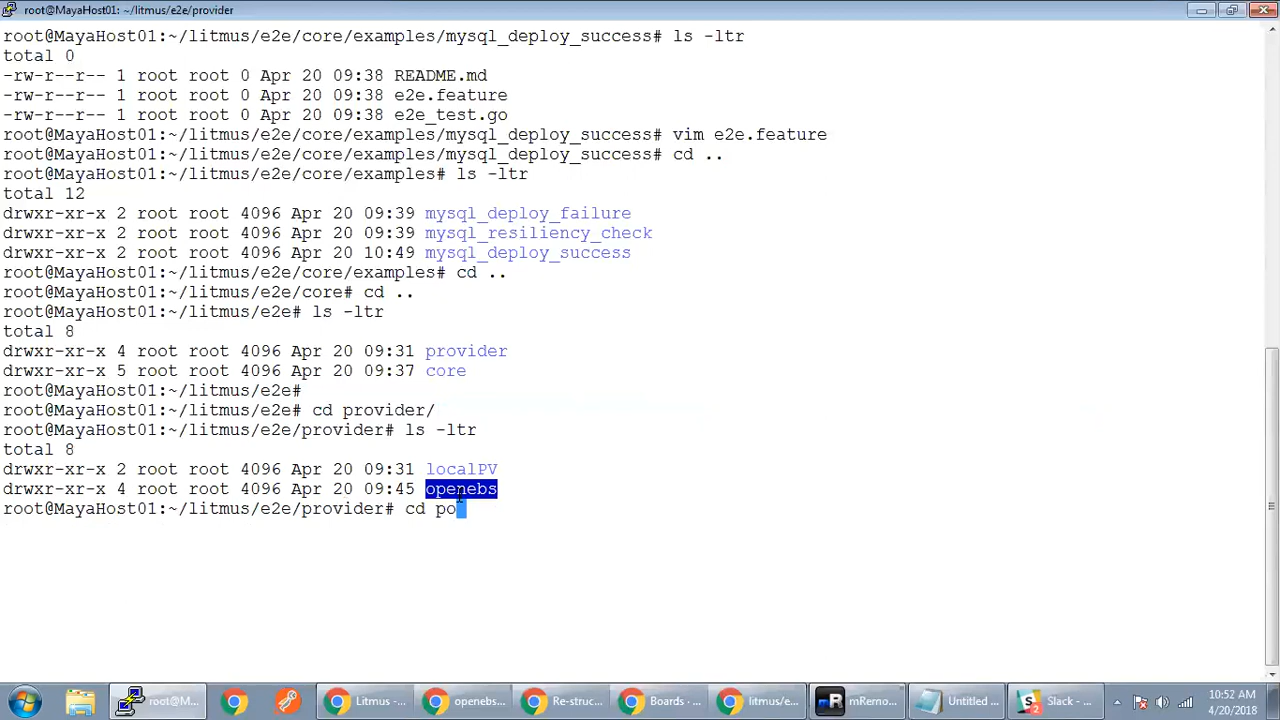 root@MayaHost01: ~/litmus/e2e/provider
root@MayaHost01:~/litmus/e2e/core/examples/mysql_deploy_success# ls -ltr
total 0
-rw-r--r-- 1 root root 0 Apr 20 09:38 README.md
-rw-r--r-- 1 root root 0 Apr 20 09:38 e2e.feature
-rw-r--r-- 1 root root 0 Apr 20 09:38 e2e_test.go
root@MayaHost01:~/litmus/e2e/core/examples/mysql_deploy_success# vim e2e.feature
root@MayaHost01:~/litmus/e2e/core/examples/mysql_deploy_success# cd ..
root@MayaHost01:~/litmus/e2e/core/examples# ls -ltr
total 12
drwxr-xr-x 2 root root 4096 Apr 20 09:39 mysql_deploy_failure
drwxr-xr-x 2 root root 4096 Apr 20 09:39 mysql_resiliency_check
drwxr-xr-x 2 root root 4096 Apr 20 10:49 mysql_deploy_success
root@MayaHost01:~/litmus/e2e/core/examples# cd ..
root@MayaHost01:~/litmus/e2e/core# cd ..
root@MayaHost01:~/litmus/e2e# ls -ltr
total 8
drwxr-xr-x 4 root root 4096 Apr 20 09:31 provider
drwxr-xr-x 5 root root 4096 Apr 20 09:37 core
root@MayaHost01:~/litmus/e2e#
root@MayaHost01:~/litmus/e2e# cd provider/
root@MayaHost01:~/litmus/e2e/provider# ls -ltr
total 8
drwxr-xr-x 2 root root 4096 Apr 20 09:31 localPV
drwxr-xr-x 4 root root 4096 Apr 20 09:45 openebs
root@MayaHost01:~/litmus/e2e/provider# cd po
root@M... Litmus -... openebs... Re-struc... Boards -... litmus/e... mRemo... Untitled ... Slack - ...
10:52 AM
4/20/2018